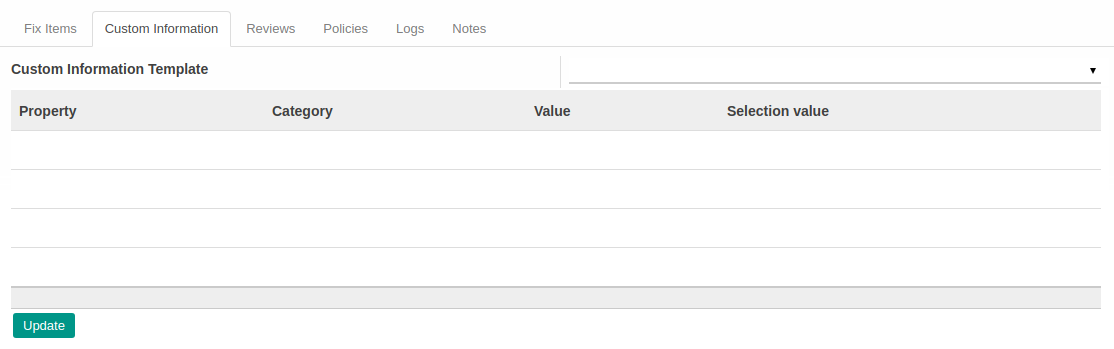 Fix Items Custom Information Reviews Policies Logs Notes
Custom Information Template
Property Category Value Selection value
Update